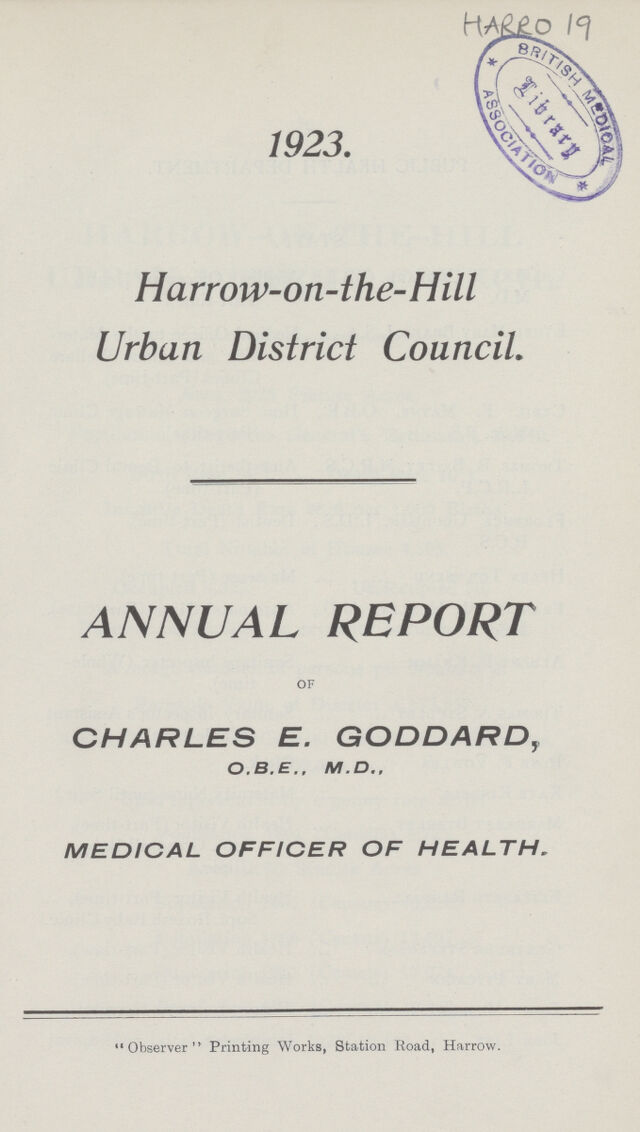 HARRO 19
* BRITISH MEDICAL * ASSOCIATION
Library
1923.
Harrow-on-the-Hill
Urban District Council.
ANNUAL REPORT
OF
CHARLES E. GODDARD,
O.B.E., M.D.,
MEDICAL OFFICER OF HEALTH.
"Observer" Printing Works, Station Road, Harrow.